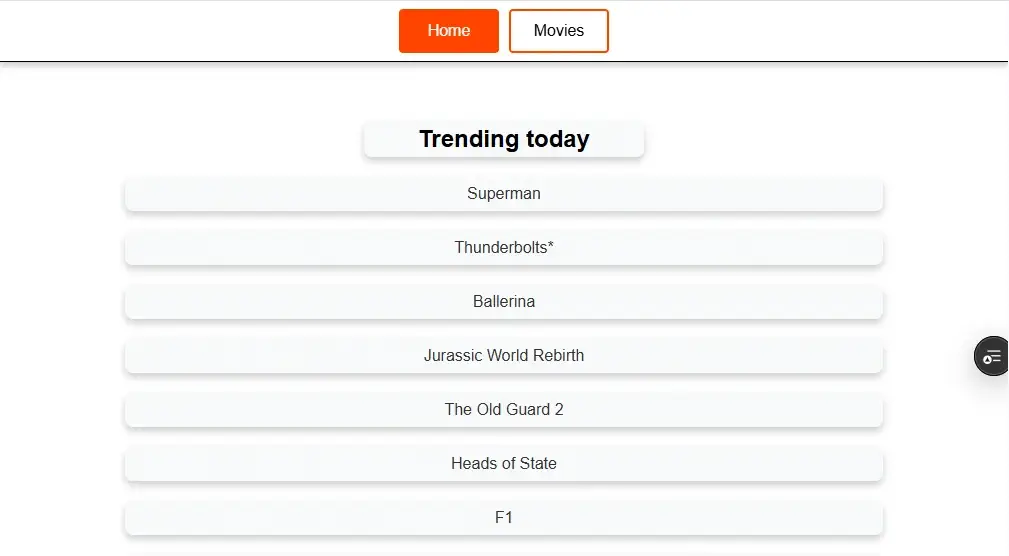 Home Movies
Trending today
Superman
Thunderbolts*
Ballerina
Jurassic World Rebirth
The Old Guard 2
Heads of State
F1